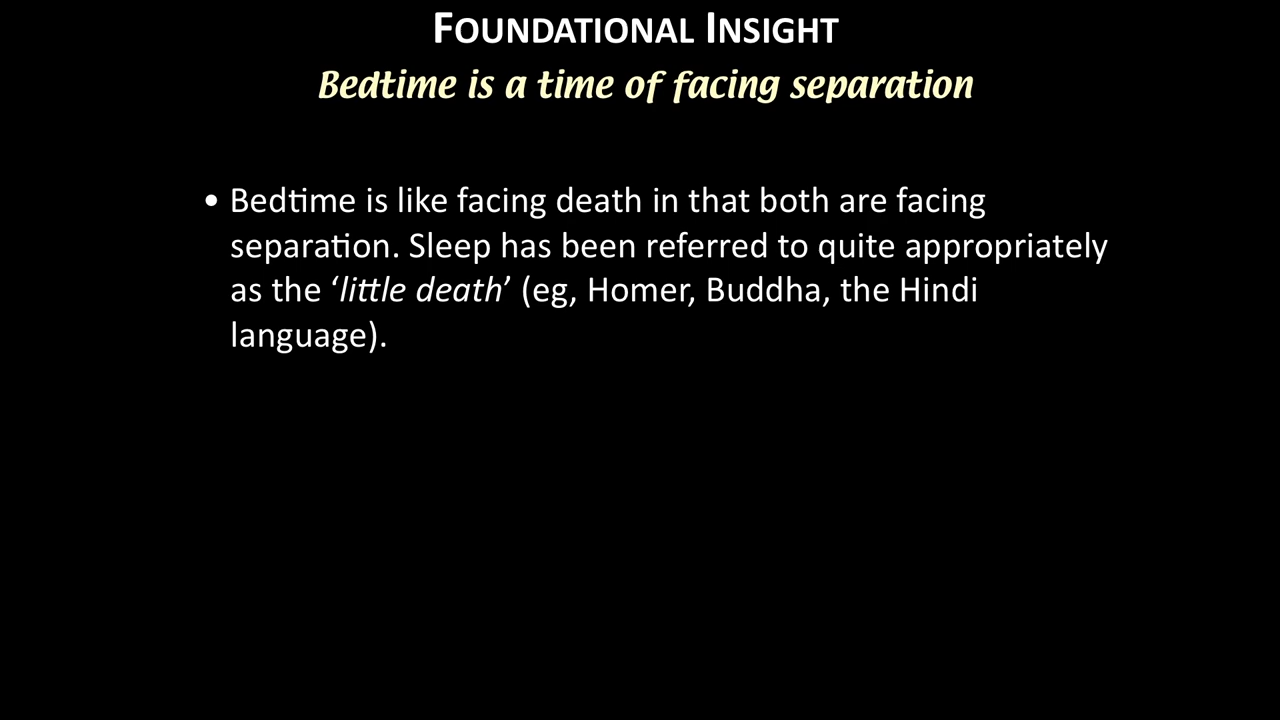 FOUNDATIONAL INSIGHT
Bedtime is a time of facing separation
• Bedtime is like facing death in that both are facing
separation. Sleep has been referred to quite appropriately
as the ‘little death’ (eg, Homer, Buddha, the Hindi
language).